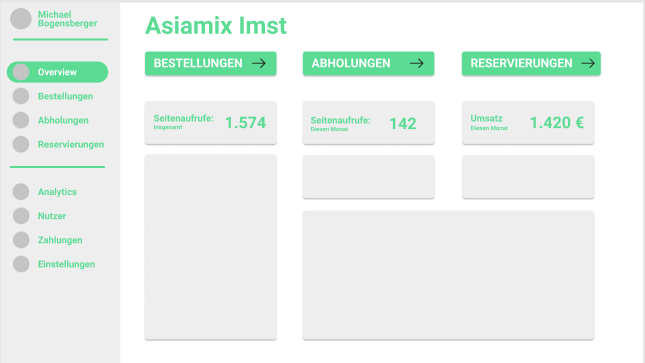 Michael
Bogensberger
Overview
Bestellungen
Abholungen
Reservierungen
Analytics
Nutzer
Zahlungen
Einstellungen
Asiamix Imst
BESTELLUNGEN
ABHOLUNGEN
RESERVIERUNGEN
Seitenaufrufe:
Insgesamt
1.574
Seitenaufrufe:
Diesen Monat
142
Umsatz
Diesen Monat
1.420 €